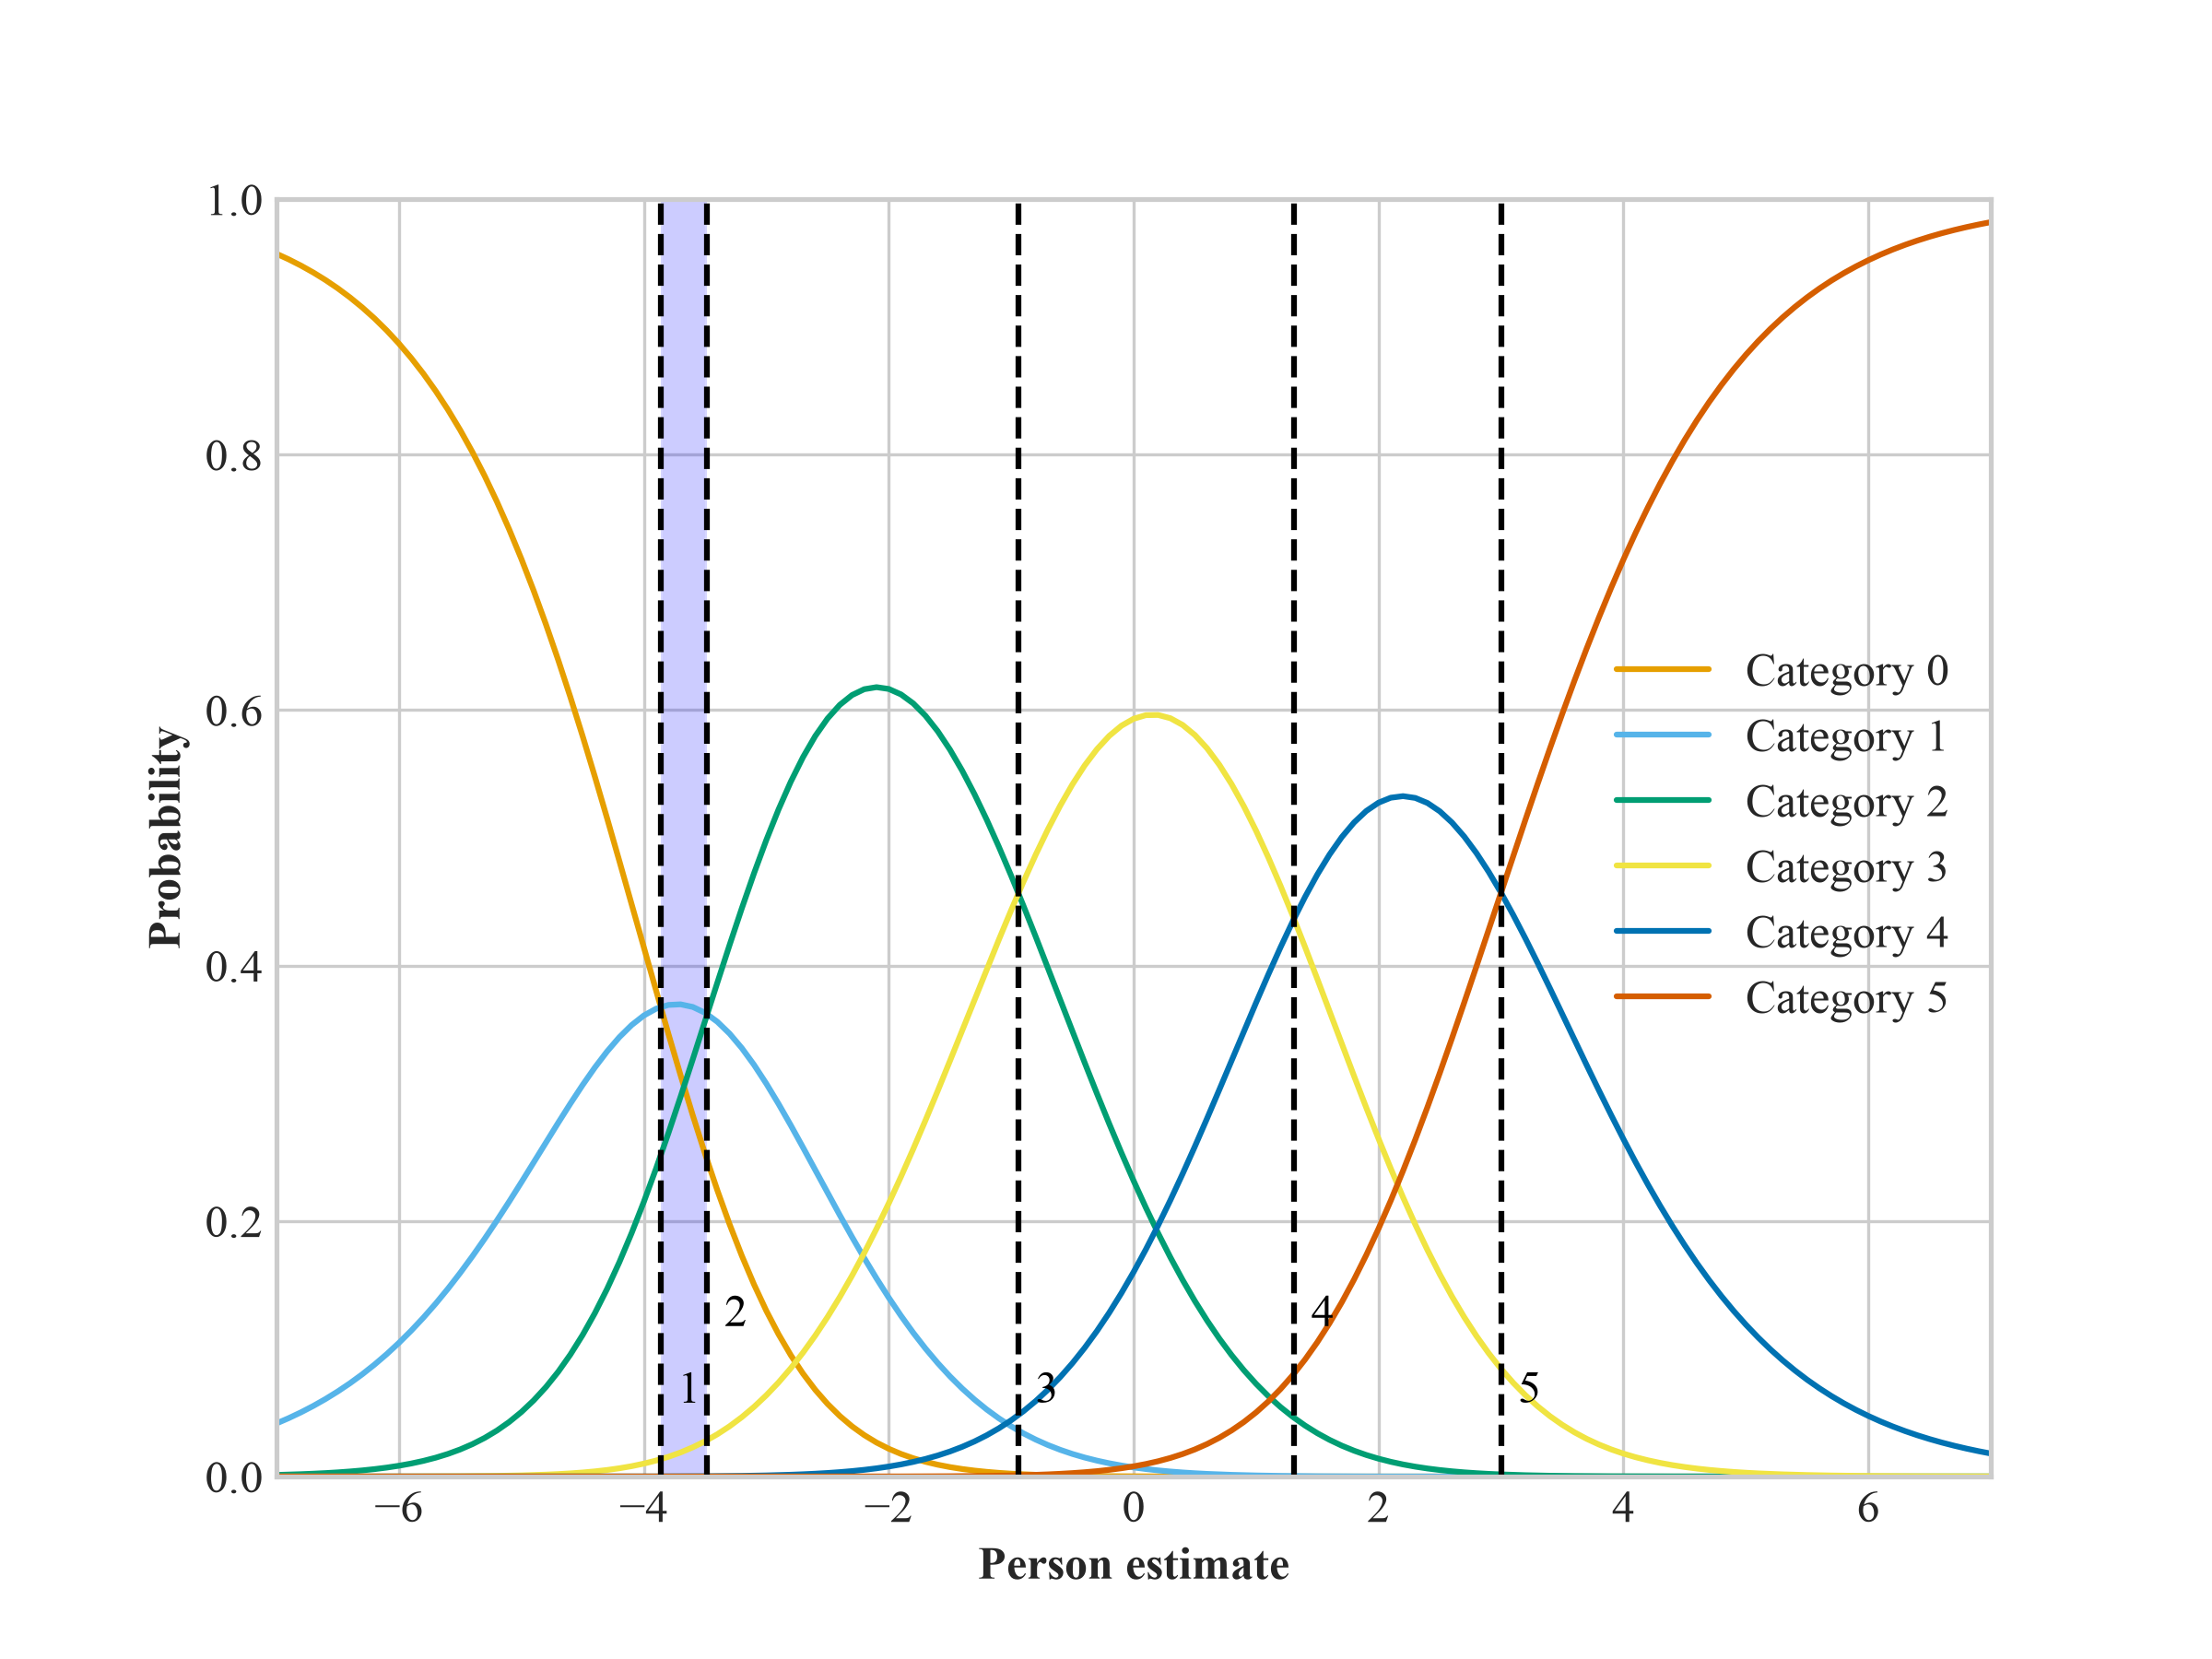 1.0
0.8
0.6
0.4
0.2
0.0
Probability
Category 0
Category 1
Category 2
Category 3
Category 4
Category 5
2
4
1
3
5
−6 −4 −2 0 2 4 6
Person estimate